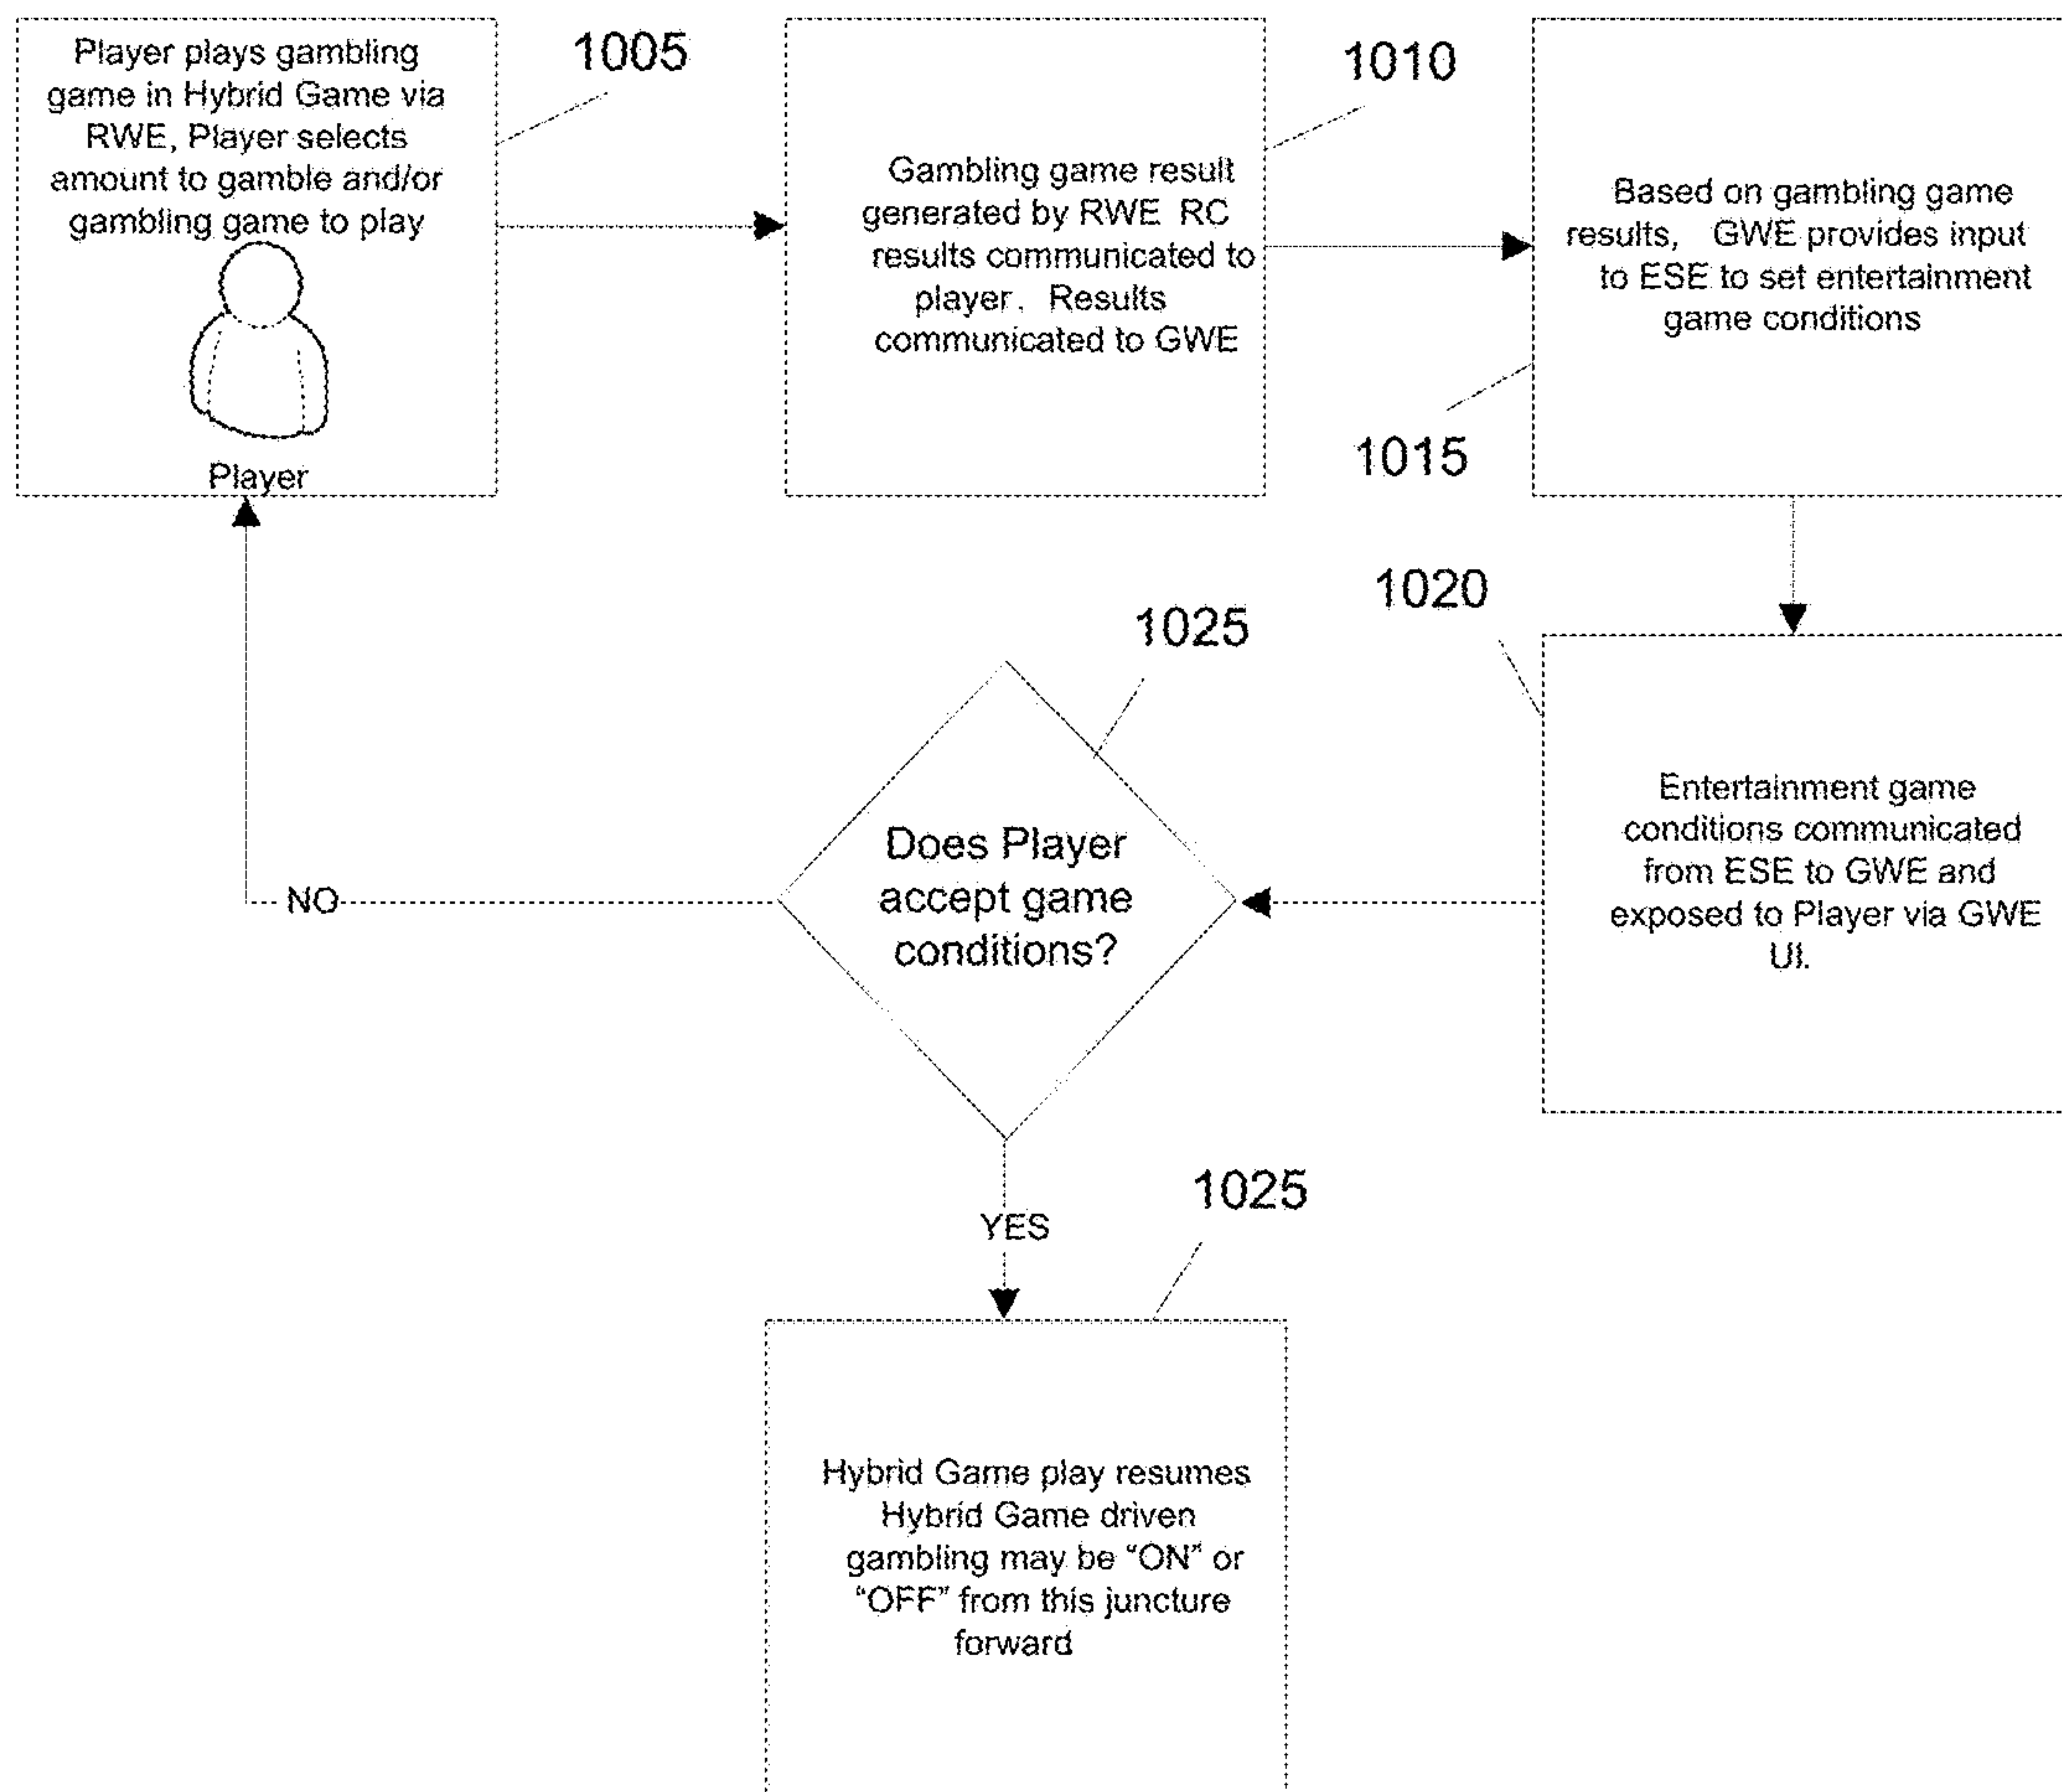 Player plays gambling
game in Hybrid Game via
RWE, Player selects
amount to gamble and/or
gambling game to play
Player
1005
Gambling game result
generated by RWE RC
results communicated to
player. Results
communicated to GWE
1010
Based on gambling game
results, GWE provides input
to ESE to set entertainment
game conditions
1015
1020
Entertainment game
conditions communicated
from ESE to GWE and
exposed to Player via GWE
UI.
1025
Does Player
accept game
conditions?
NO
YES
1025
Hybrid Game play resumes
Hybrid Game driven
gambling may be “ON” or
“OFF” from this juncture
forward